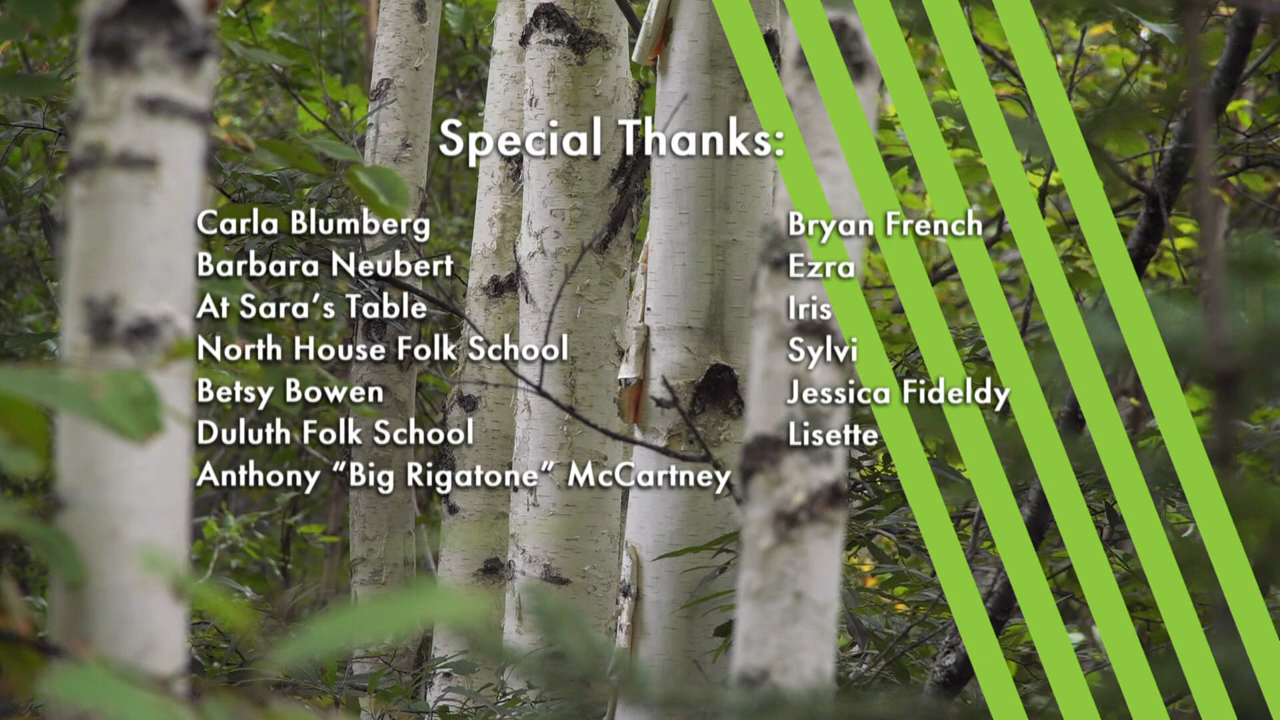 Special Thanks:
Carla Blumberg
Barbara Neubert
At Sara's Table
North House Folk School
Betsy Bowen
Duluth Folk School
Anthony “Big Rigatone” McCartney
Bryan French
Ezra
Iris
Sylvi
Jessica Fideldy
Lisette